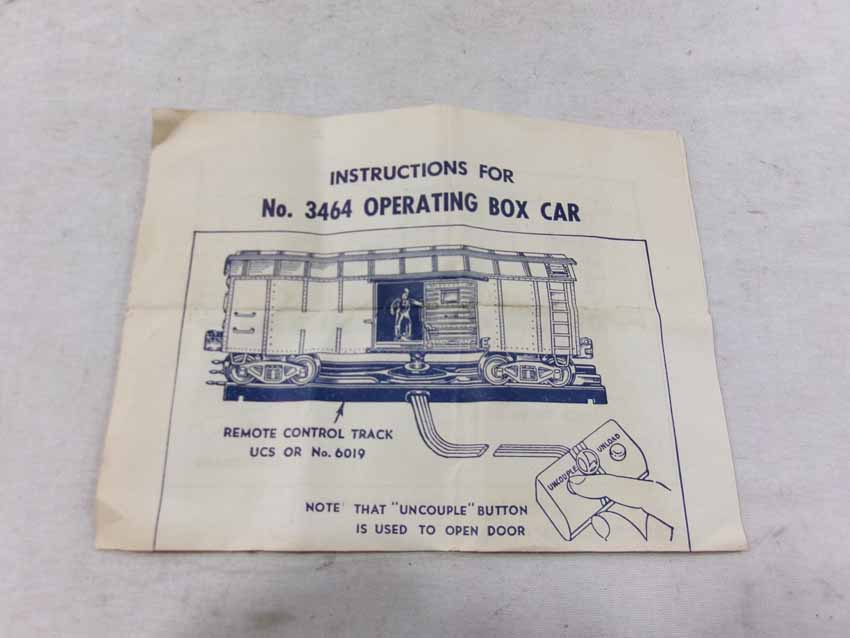 INSTRUCTIONS FOR
No. 3464 OPERATING BOX CAR
REMOTE CONTROL TRACK
UCS OR No. 6019
UNCOUPLE
UNLOAD
NOTE THAT "UNCOUPLE" BUTTON
IS USED TO OPEN DOOR